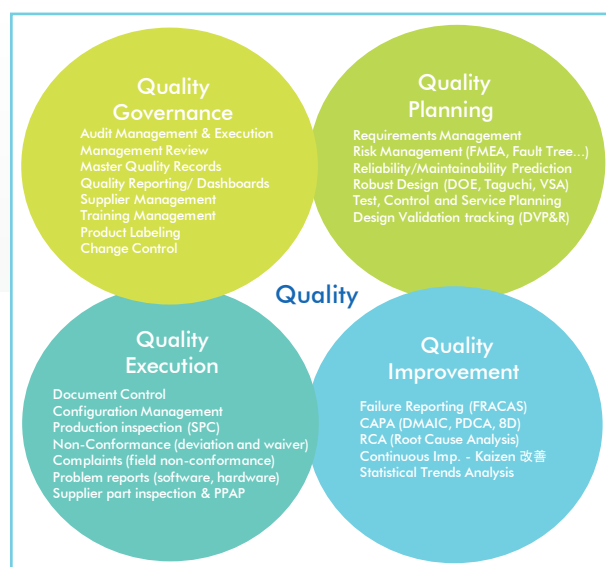 Quality
Governance
Audit Management & Execution
Management Review
Master Quality Records
Quality Reporting/ Dashboards
Supplier Management
Training Management
Product Labeling
Change Control
Quality
Planning
Requirements Management
Risk Management (FMEA, Fault Tree...)
Reliability/Maintainability Prediction
Robust Design (DOE, Taguchi, VSA)
Test, Control and Service Planning
Design Validation tracking (DVP&R)
Quality
Quality
Execution
Document Control
Configuration Management
Production inspection (SPC)
Non-Conformance (deviation and waiver)
Complaints (field non-conformance)
Problem reports (software, hardware)
Supplier part inspection & PPAP
Quality
Improvement
Failure Reporting (FRACAS)
CAPA (DMAIC, PDCA, 8D)
RCA (Root Cause Analysis)
Continuous Imp. - Kaizen 改善
Statistical Trends Analysis